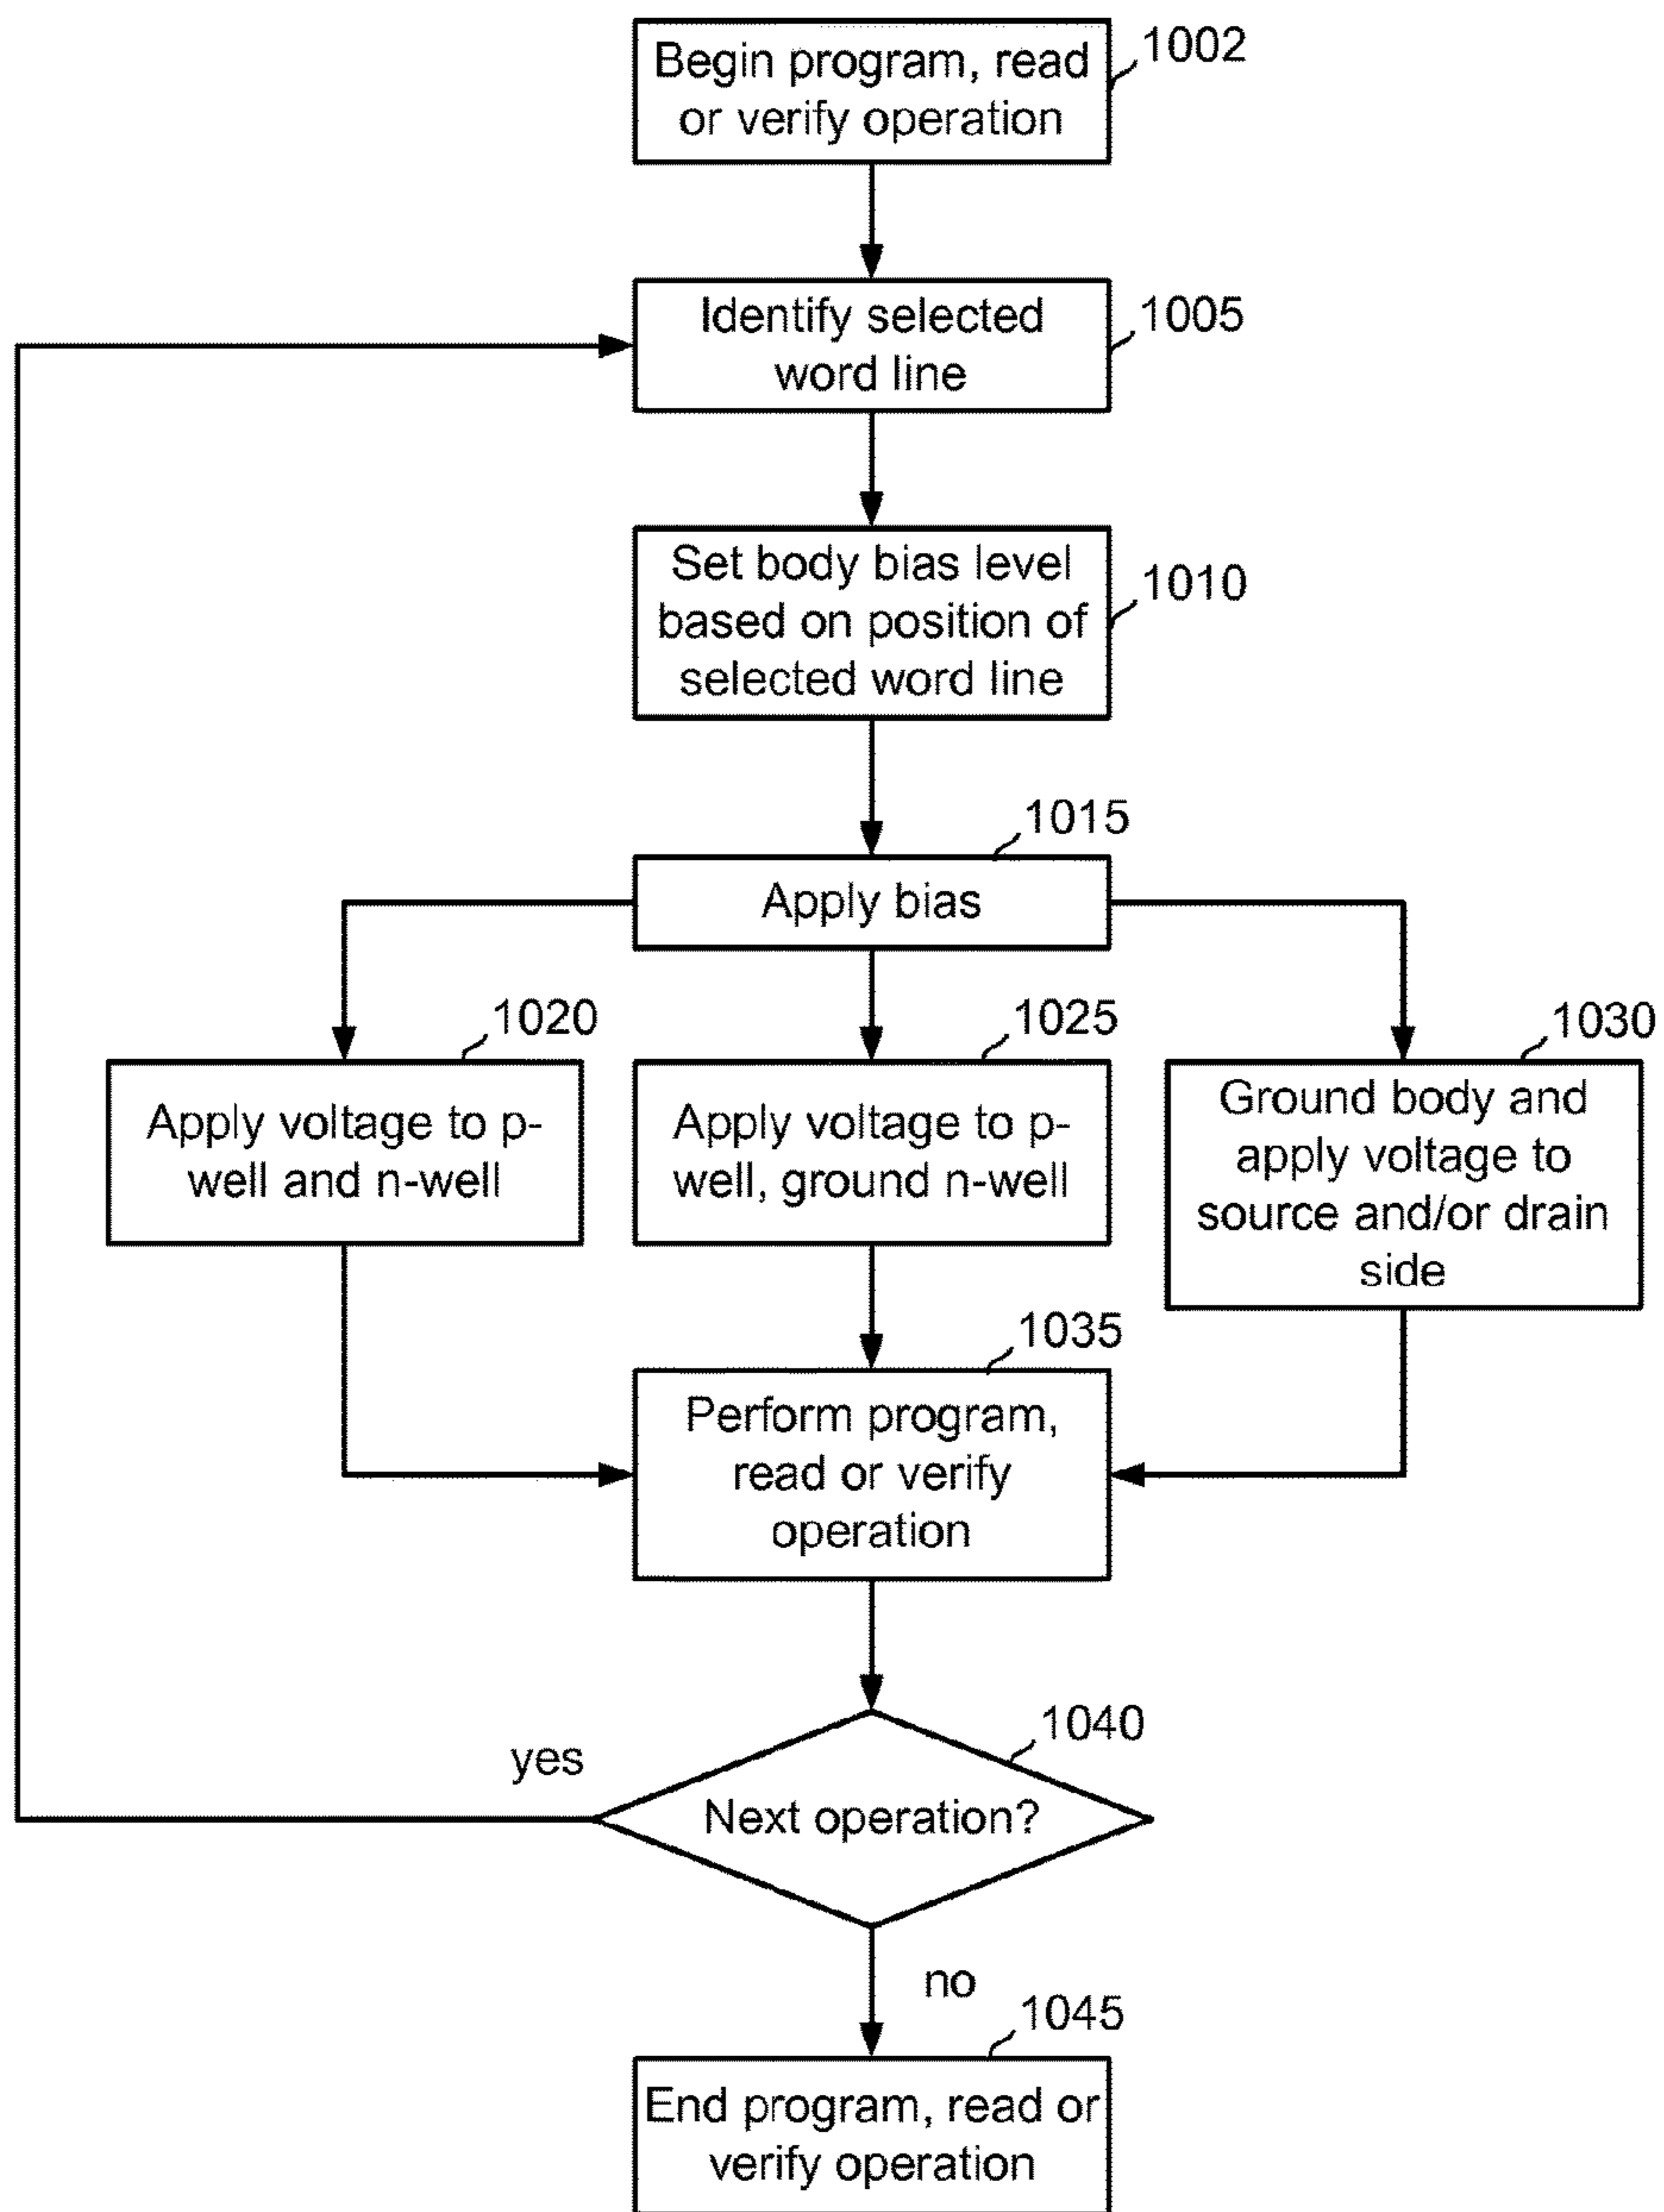 Begin program, read
or verify operation
1002
Identify selected
word line
1005
Set body bias level
based on position of
selected word line
1010
1015
Apply bias
1020
Apply voltage to p-
well and n-well
1025
Apply voltage to p-
well, ground n-well
1030
Ground body and
apply voltage to
source and/or drain
side
1035
Perform program,
read or verify
operation
1040
yes
Next operation?
no
1045
End program, read or
verify operation